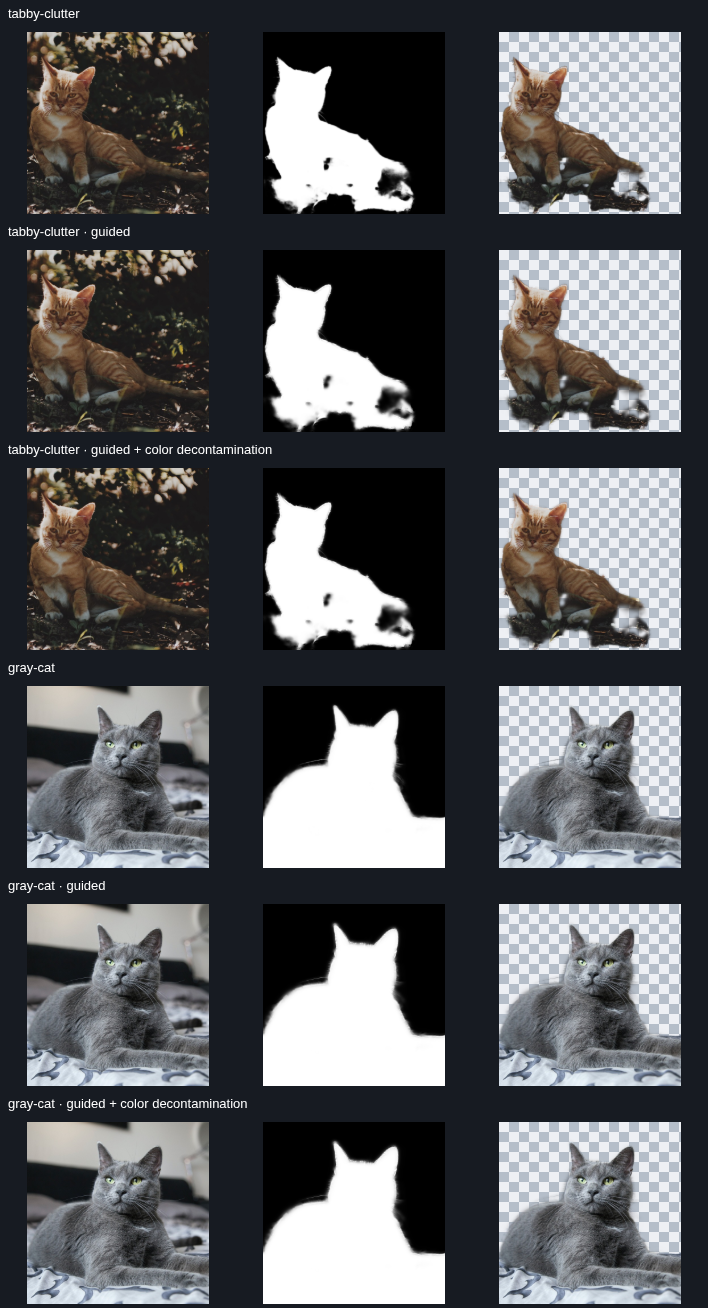 tabby-clutter
tabby-clutter · guided
tabby-clutter · guided + color decontamination
gray-cat
gray-cat · guided
gray-cat · guided + color decontamination